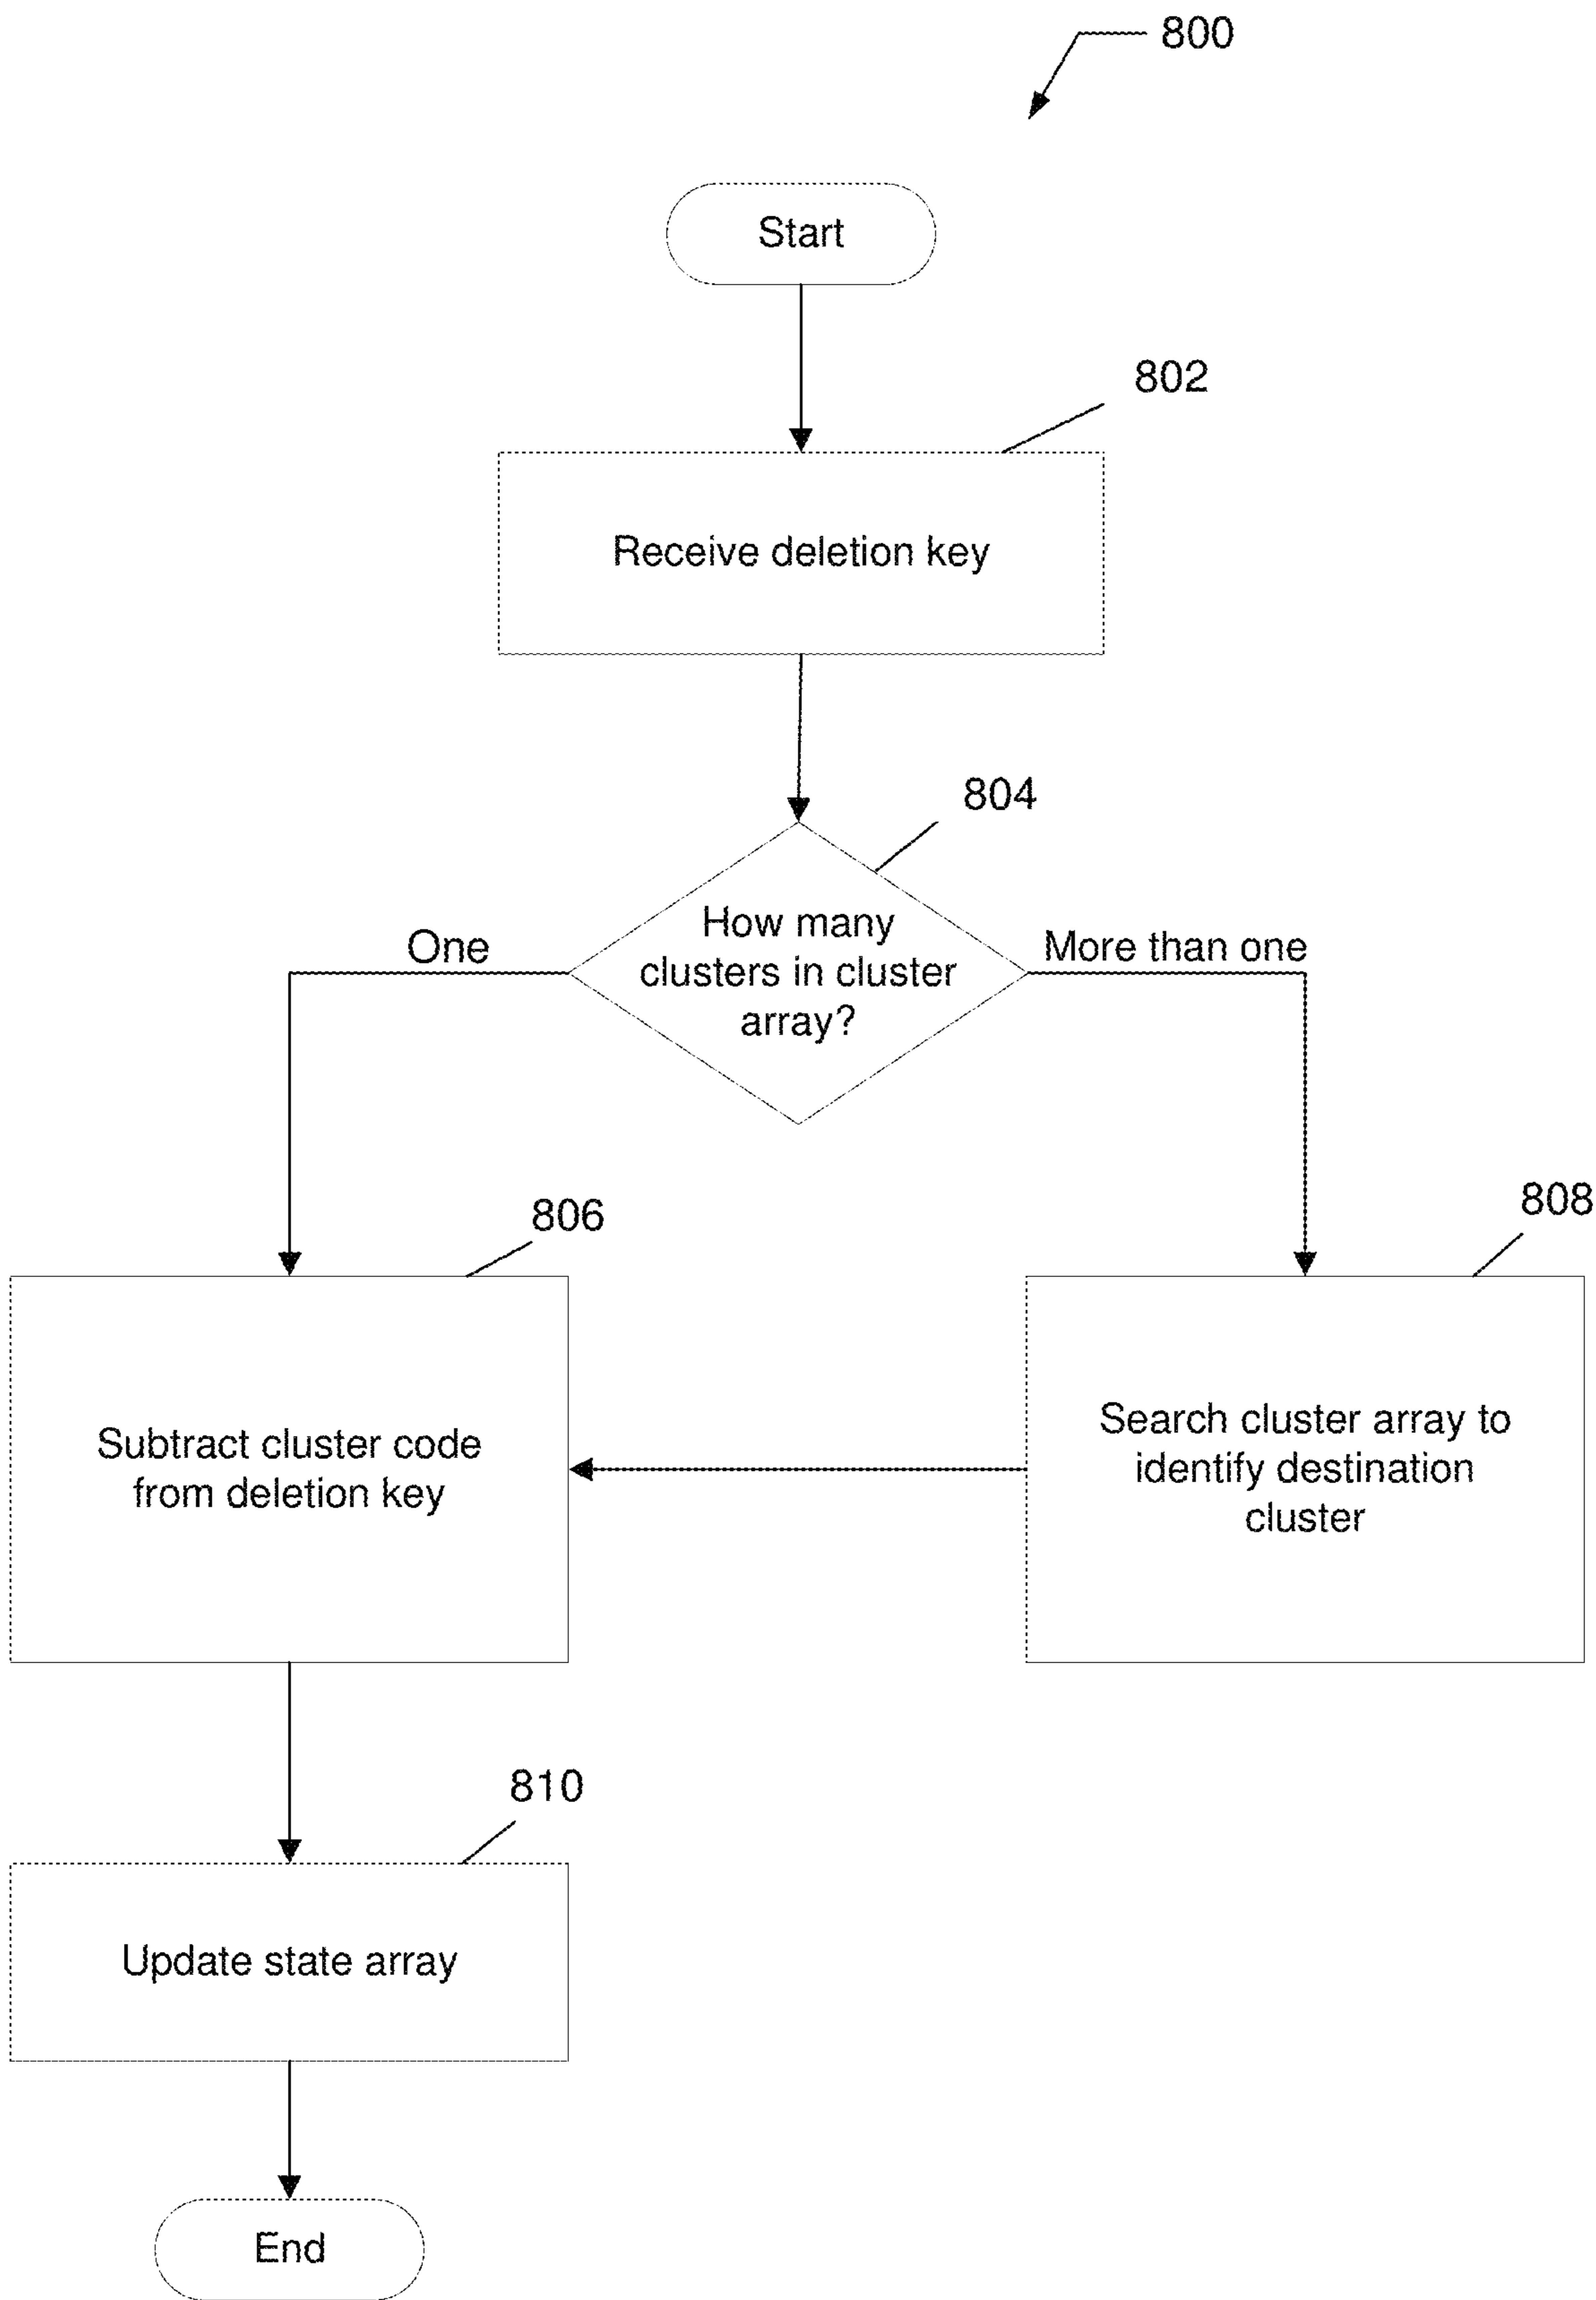 800
Start
802
Receive deletion key
804
How many
clusters in cluster
array?
One
More than one
806
808
Subtract cluster code
from deletion key
Search cluster array to
identify destination
cluster
810
Update state array
End